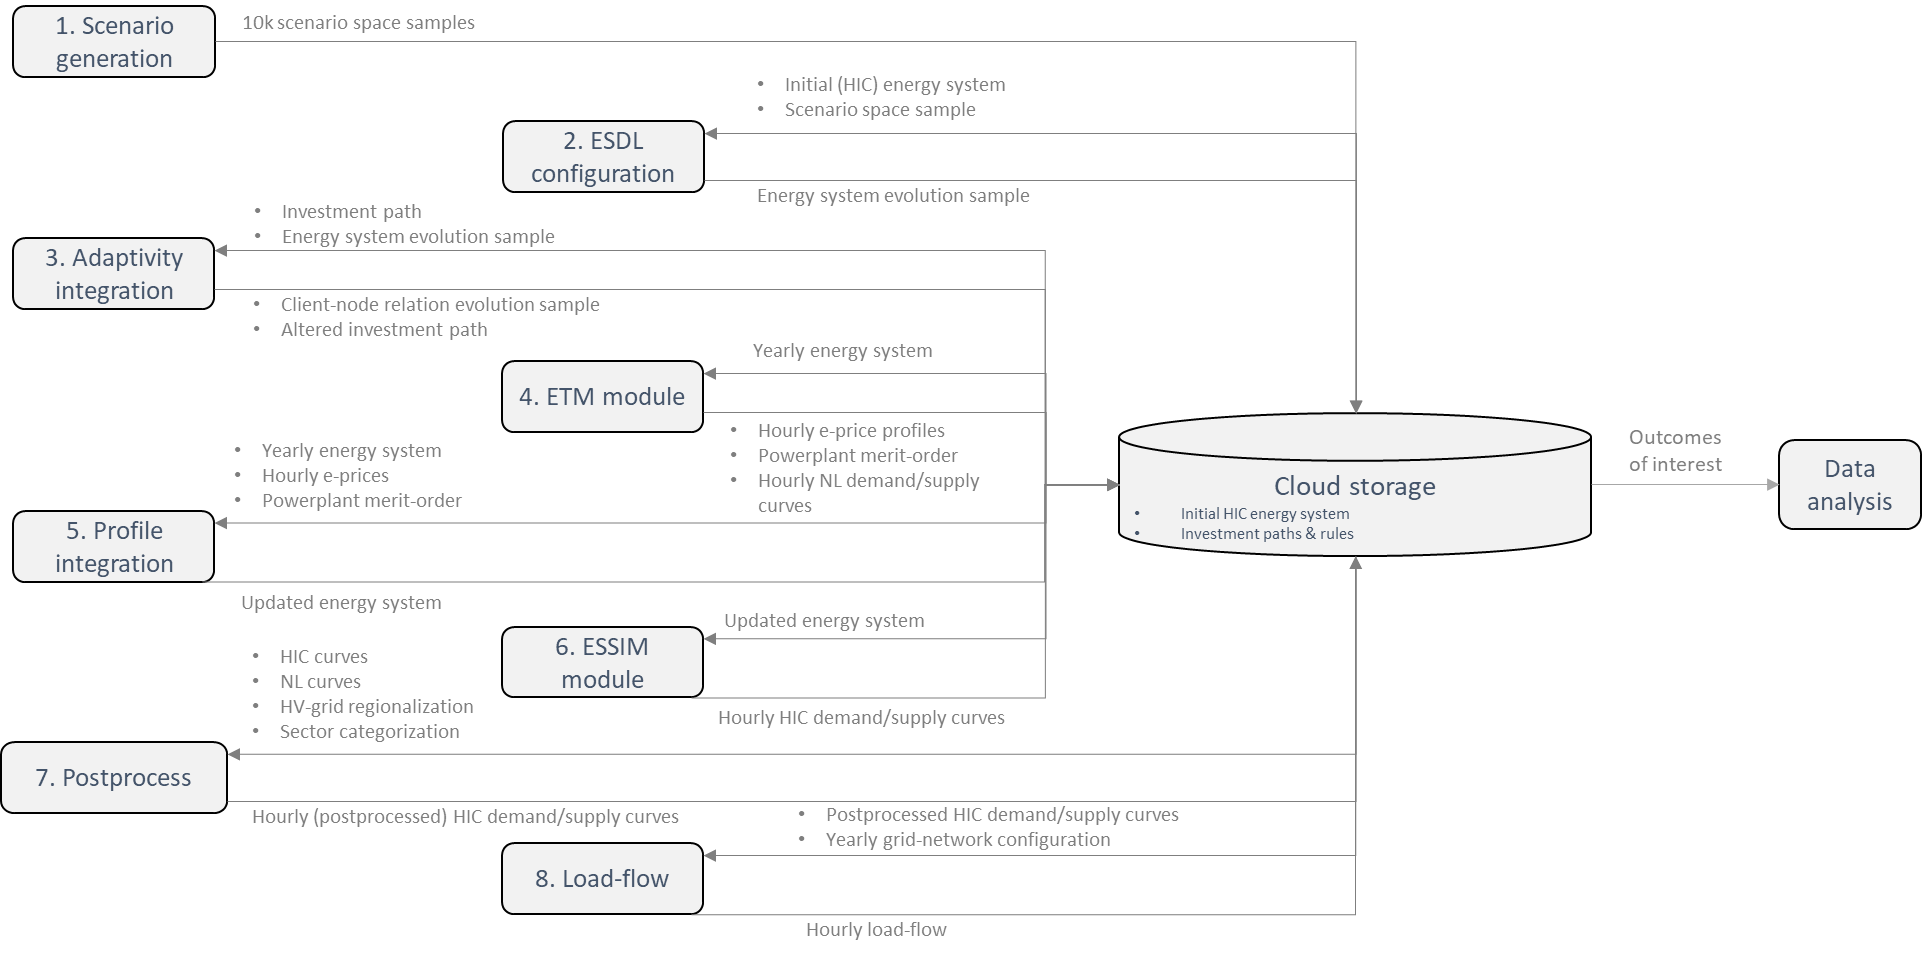 1. Scenario
generation
10k scenario space samples
• Initial (HIC) energy system
• Scenario space sample
2. ESDL
configuration
Energy system evolution sample
• Investment path
• Energy system evolution sample
3. Adaptivity
integration
• Client-node relation evolution sample
• Altered investment path
Yearly energy system
4. ETM module
• Hourly e-price profiles
• Powerplant merit-order
• Hourly NL demand/supply
curves
• Yearly energy system
• Hourly e-prices
• Powerplant merit-order
5. Profile
integration
Updated energy system
Cloud storage
• Initial HIC energy system
• Investment paths & rules
Outcomes
of interest
Data
analysis
Updated energy system
6. ESSIM
module
Hourly HIC demand/supply curves
• HIC curves
• NL curves
• HV-grid regionalization
• Sector categorization
7. Postprocess
Hourly (postprocessed) HIC demand/supply curves
• Postprocessed HIC demand/supply curves
• Yearly grid-network configuration
8. Load-flow
Hourly load-flow